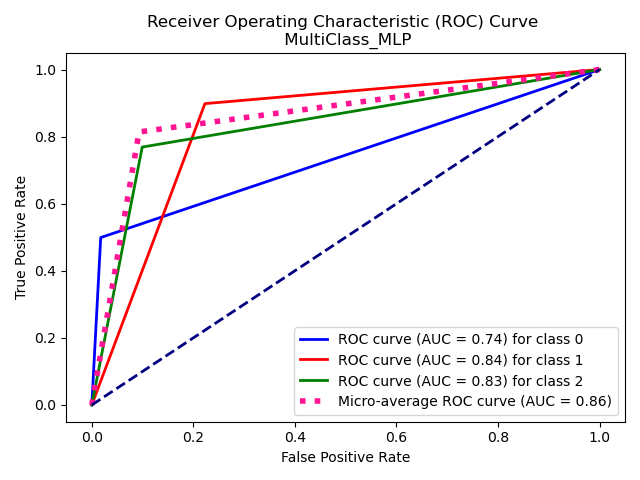 Receiver Operating Characteristic (ROC) Curve
MultiClass_MLP
1.0
0.8
0.6
0.4
0.2
0.0
True Positive Rate
ROC curve (AUC = 0.74) for class 0
ROC curve (AUC = 0.84) for class 1
ROC curve (AUC = 0.83) for class 2
Micro-average ROC curve (AUC = 0.86)
0.0 0.2 0.4 0.6 0.8 1.0
False Positive Rate